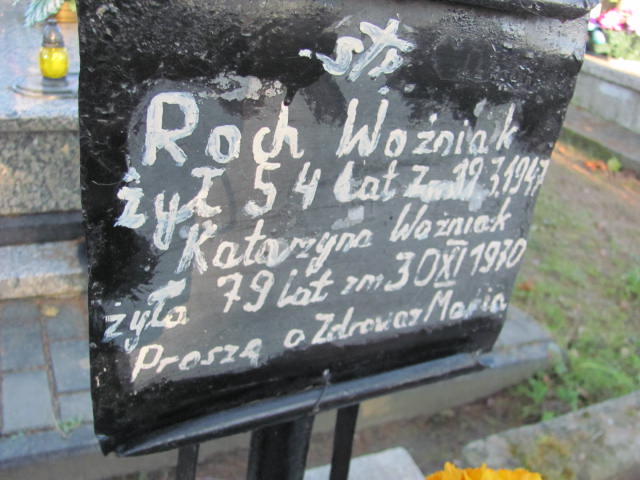 śtp
Roch Woźniak
żył 54 lat zm 19.3.1947
Katarzyna Woźniak
żyła 79 lat zm 30 XI 1970
Proszę o Zdrowaś Maria